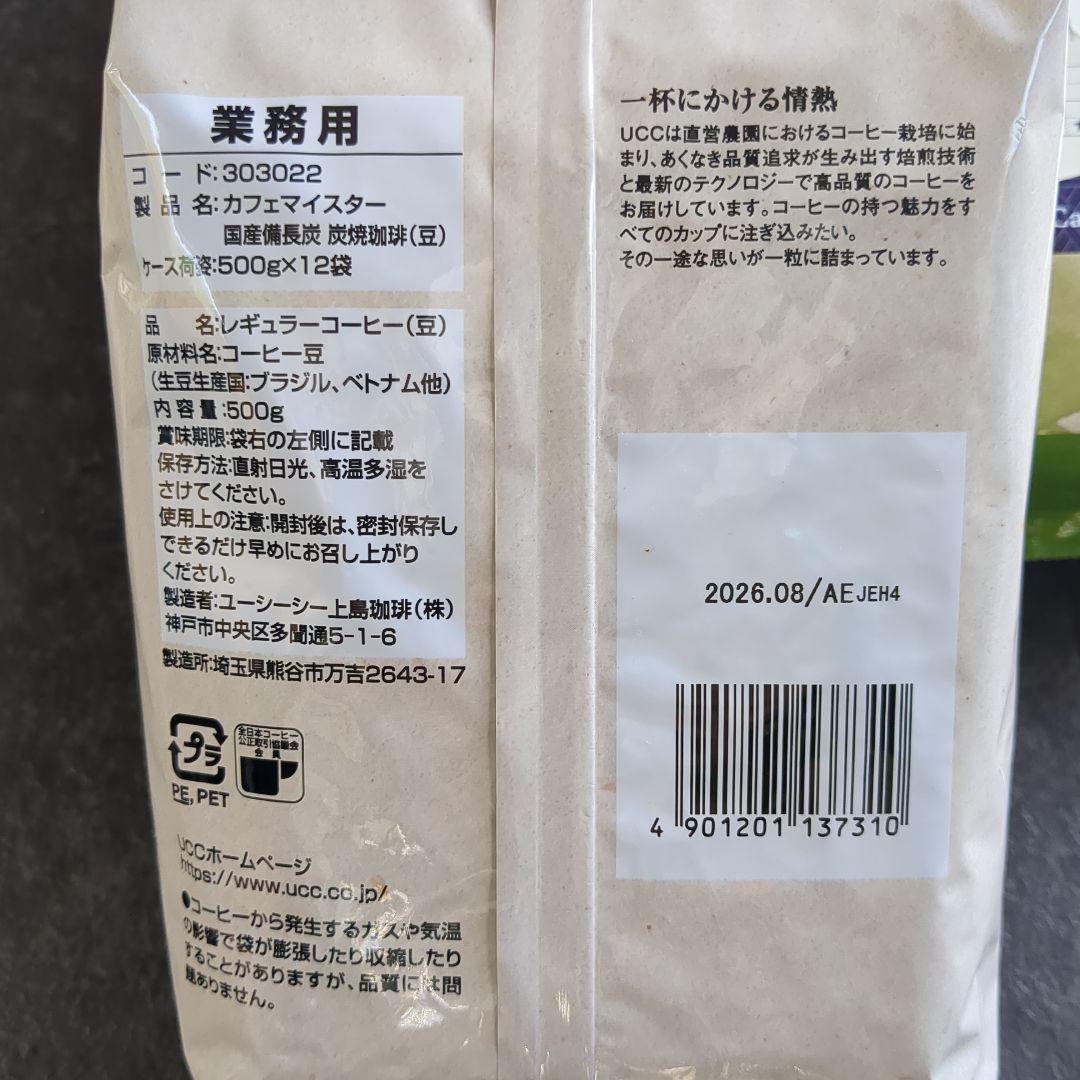 業務用
コード:303022
製品名:カフェマイスター
国産備長炭 炭焼珈琲(豆)
ケース荷姿:500g×12袋
品名:レギュラーコーヒー(豆)
原材料名:コーヒー豆
(生豆生産国:ブラジル、ベトナム他)
内容量:500g
賞味期限:袋右の左側に記載
保存方法:直射日光、高温多湿を
さけてください。
使用上の注意:開封後は、密封保存し
できるだけ早めにお召し上がり
ください。
製造者:ユーシーシー上島珈琲(株)
神戸市中央区多聞通5-1-6
製造所:埼玉県熊谷市万吉2643-17
プラ
PE, PET
全日本コーヒー
公正取引協議会
会員
UCCホームページ
https://www.ucc.co.jp/
●コーヒーから発生するガスや気温
の影響で袋が膨張したり収縮したり
することがありますが、品質には問
題ありません。
一杯にかける情熱
UCCは直営農園におけるコーヒー栽培に始
まり、あくなき品質追求が生み出す焙煎技術
と最新のテクノロジーで高品質のコーヒーを
お届けしています。コーヒーの持つ魅力をす
べてのカップに注ぎ込みたい。
その一途な思いが一粒に詰まっています。
2026.08/AEJEH4
4 901201 137310